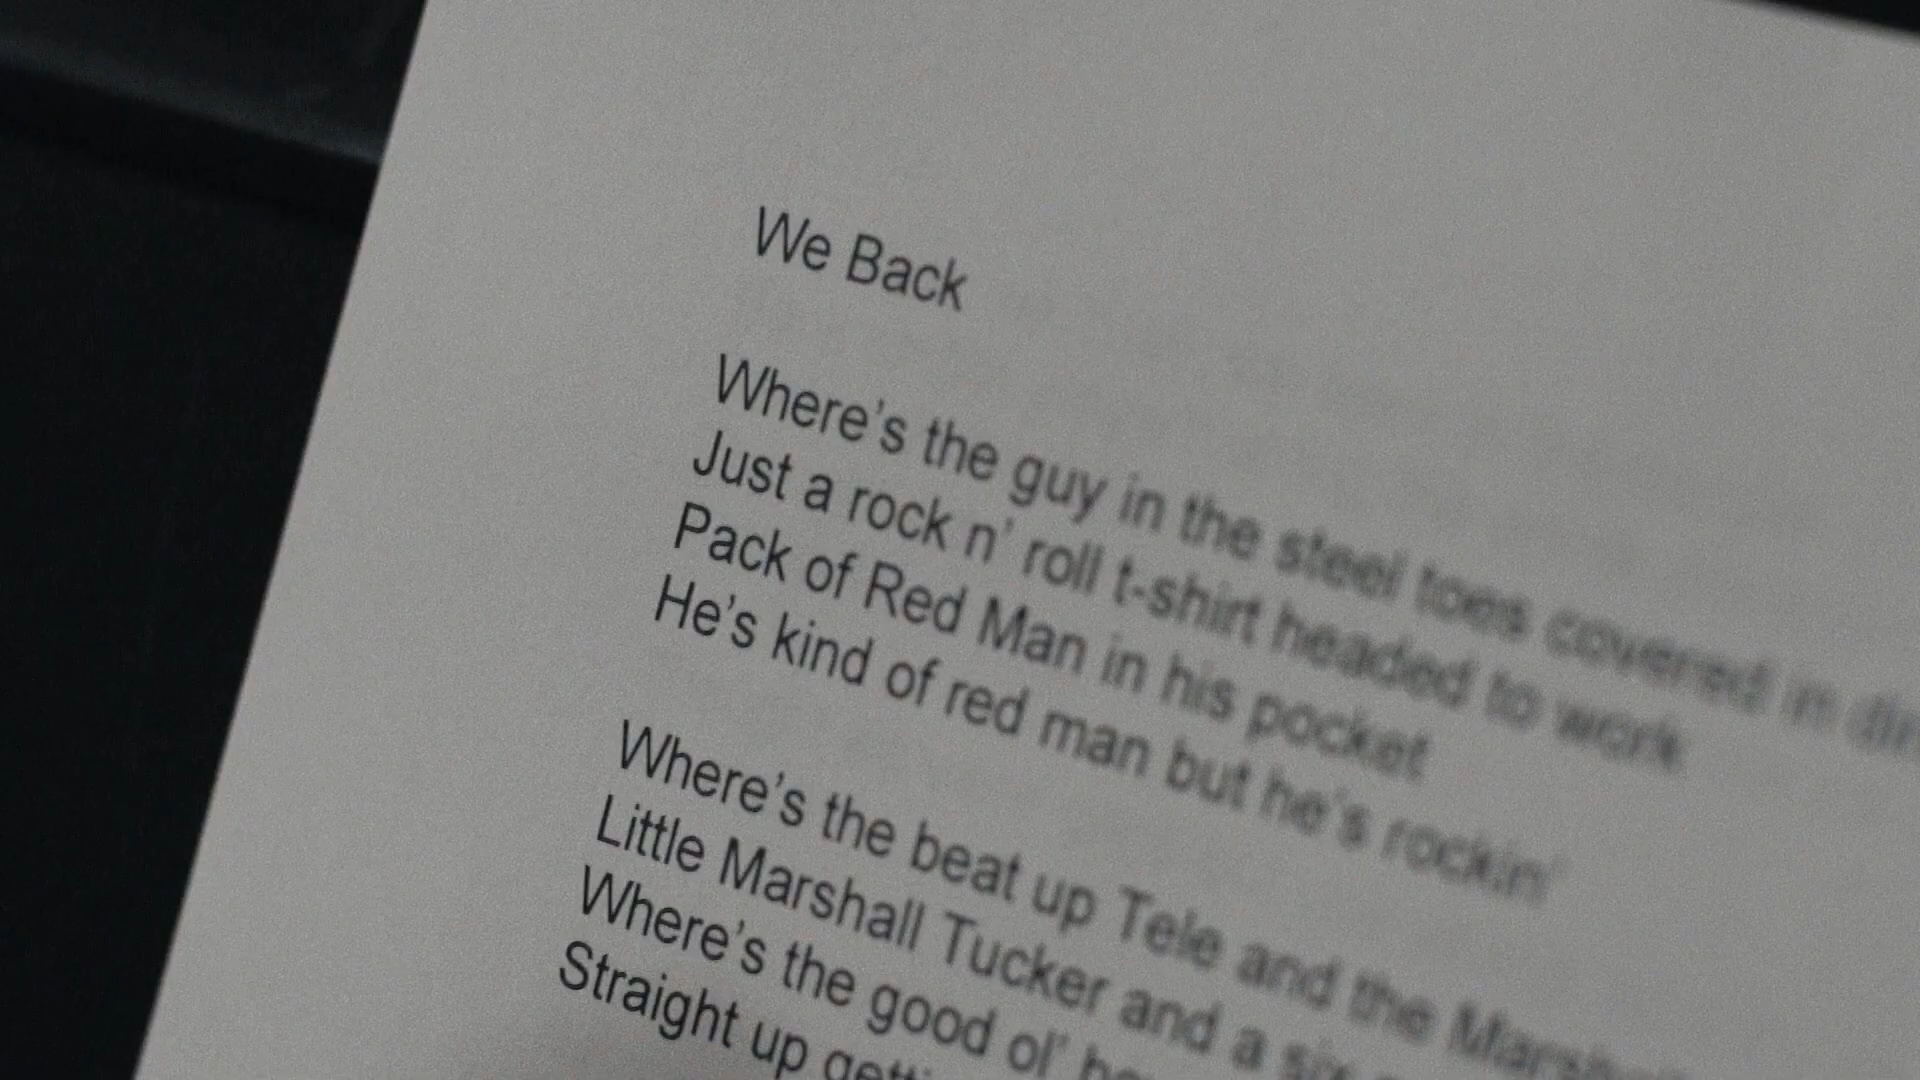 We Back
Where's the guy in the steel toes covered in
Just a rock n' roll t-shirt headed to work
Pack of Red Man in his pocket
He's kind of red man but he's rockin'
Where's the beat up Tele and the
Little Marshall Tucker and a
Where's the good ol'
Straight up